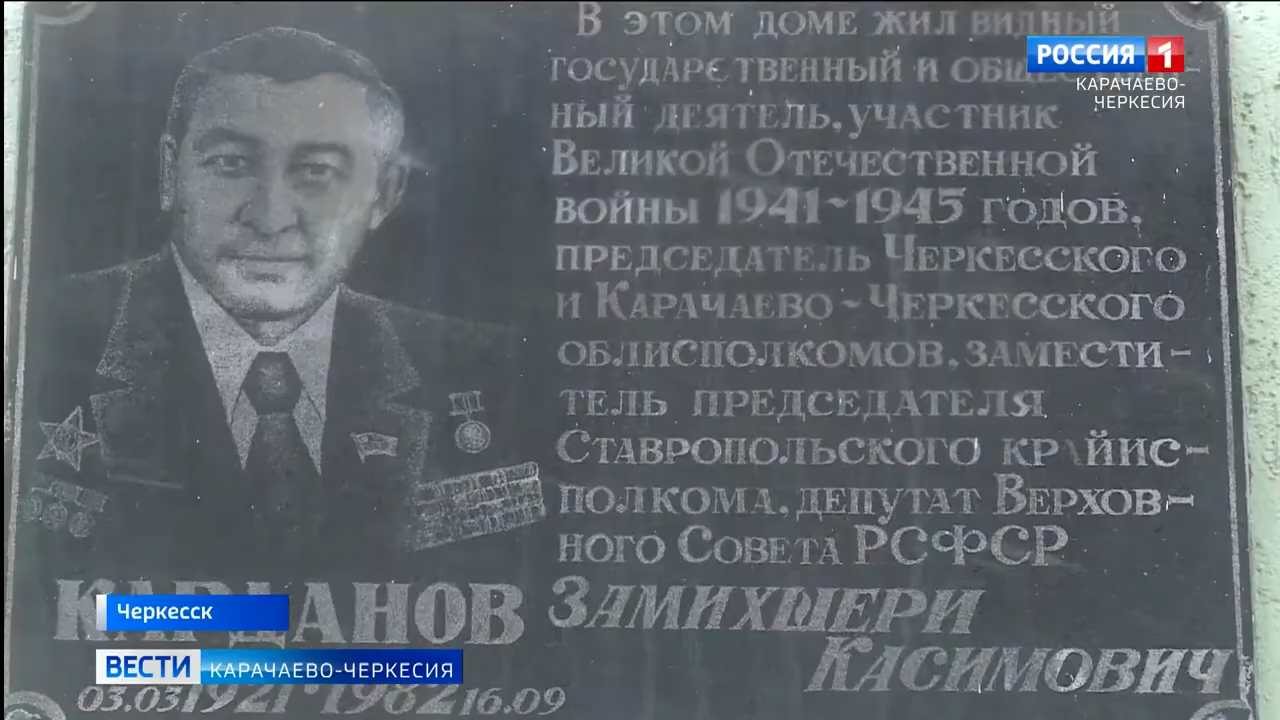 В ЭТОМ ДОМЕ ЖИЛ ВИДНЫЙ
ГОСУДАРСТВЕННЫЙ И
НЫЙ ДЕЯТЕЛЬ, УЧАСТНИК
ВЕЛИКОЙ ОТЕЧЕСТВЕННОЙ
ВОЙНЫ 1941~1945 ГОДОВ,
ПРЕДСЕДАТЕЛЬ ЧЕРКЕССКОГО
И КАРАЧАЕВО-ЧЕРКЕССКОГО
ОБЛИСПОЛКОМОВ, ЗАМЕСТИ-
ТЕЛЬ ПРЕДСЕДАТЕЛЯ
СТАВРОПОЛЬСКОГО КРАЙИС-
ПОЛКОМА, ДЕПУТАТ ВЕРХОВ-
НОГО СОВЕТА РСФСР
КАРДАНОВ ЗАМИХШЕРИ
КАСИМОВИЧ
03.03 1921-1982 16.09
РОССИЯ 1
КАРАЧАЕВО-
ЧЕРКЕСИЯ
Черкесск
ВЕСТИ КАРАЧАЕВО-ЧЕРКЕСИЯ